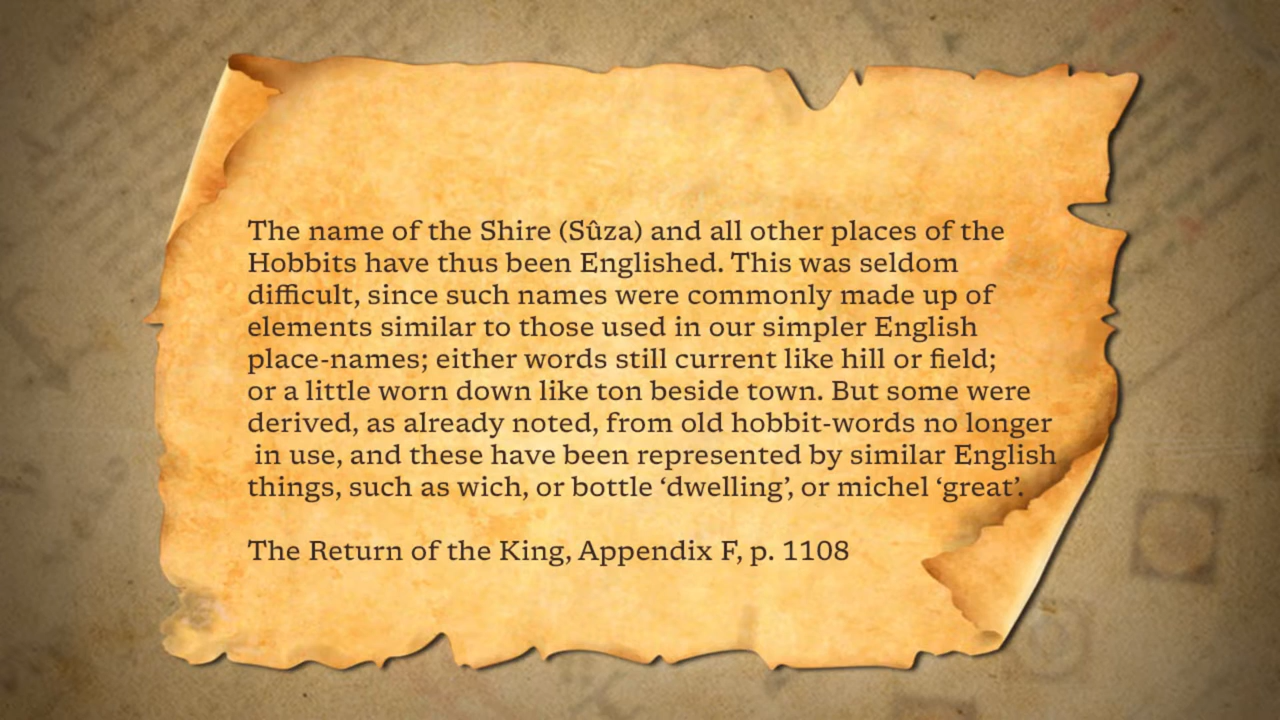 The name of the Shire (Sûza) and all other places of the
Hobbits have thus been Englished. This was seldom
difficult, since such names were commonly made up of
elements similar to those used in our simpler English
place-names; either words still current like hill or field;
or a little worn down like ton beside town. But some were
derived, as already noted, from old hobbit-words no longer
in use, and these have been represented by similar English
things, such as wich, or bottle ‘dwelling’, or michel ‘great’.
The Return of the King, Appendix F, p. 1108